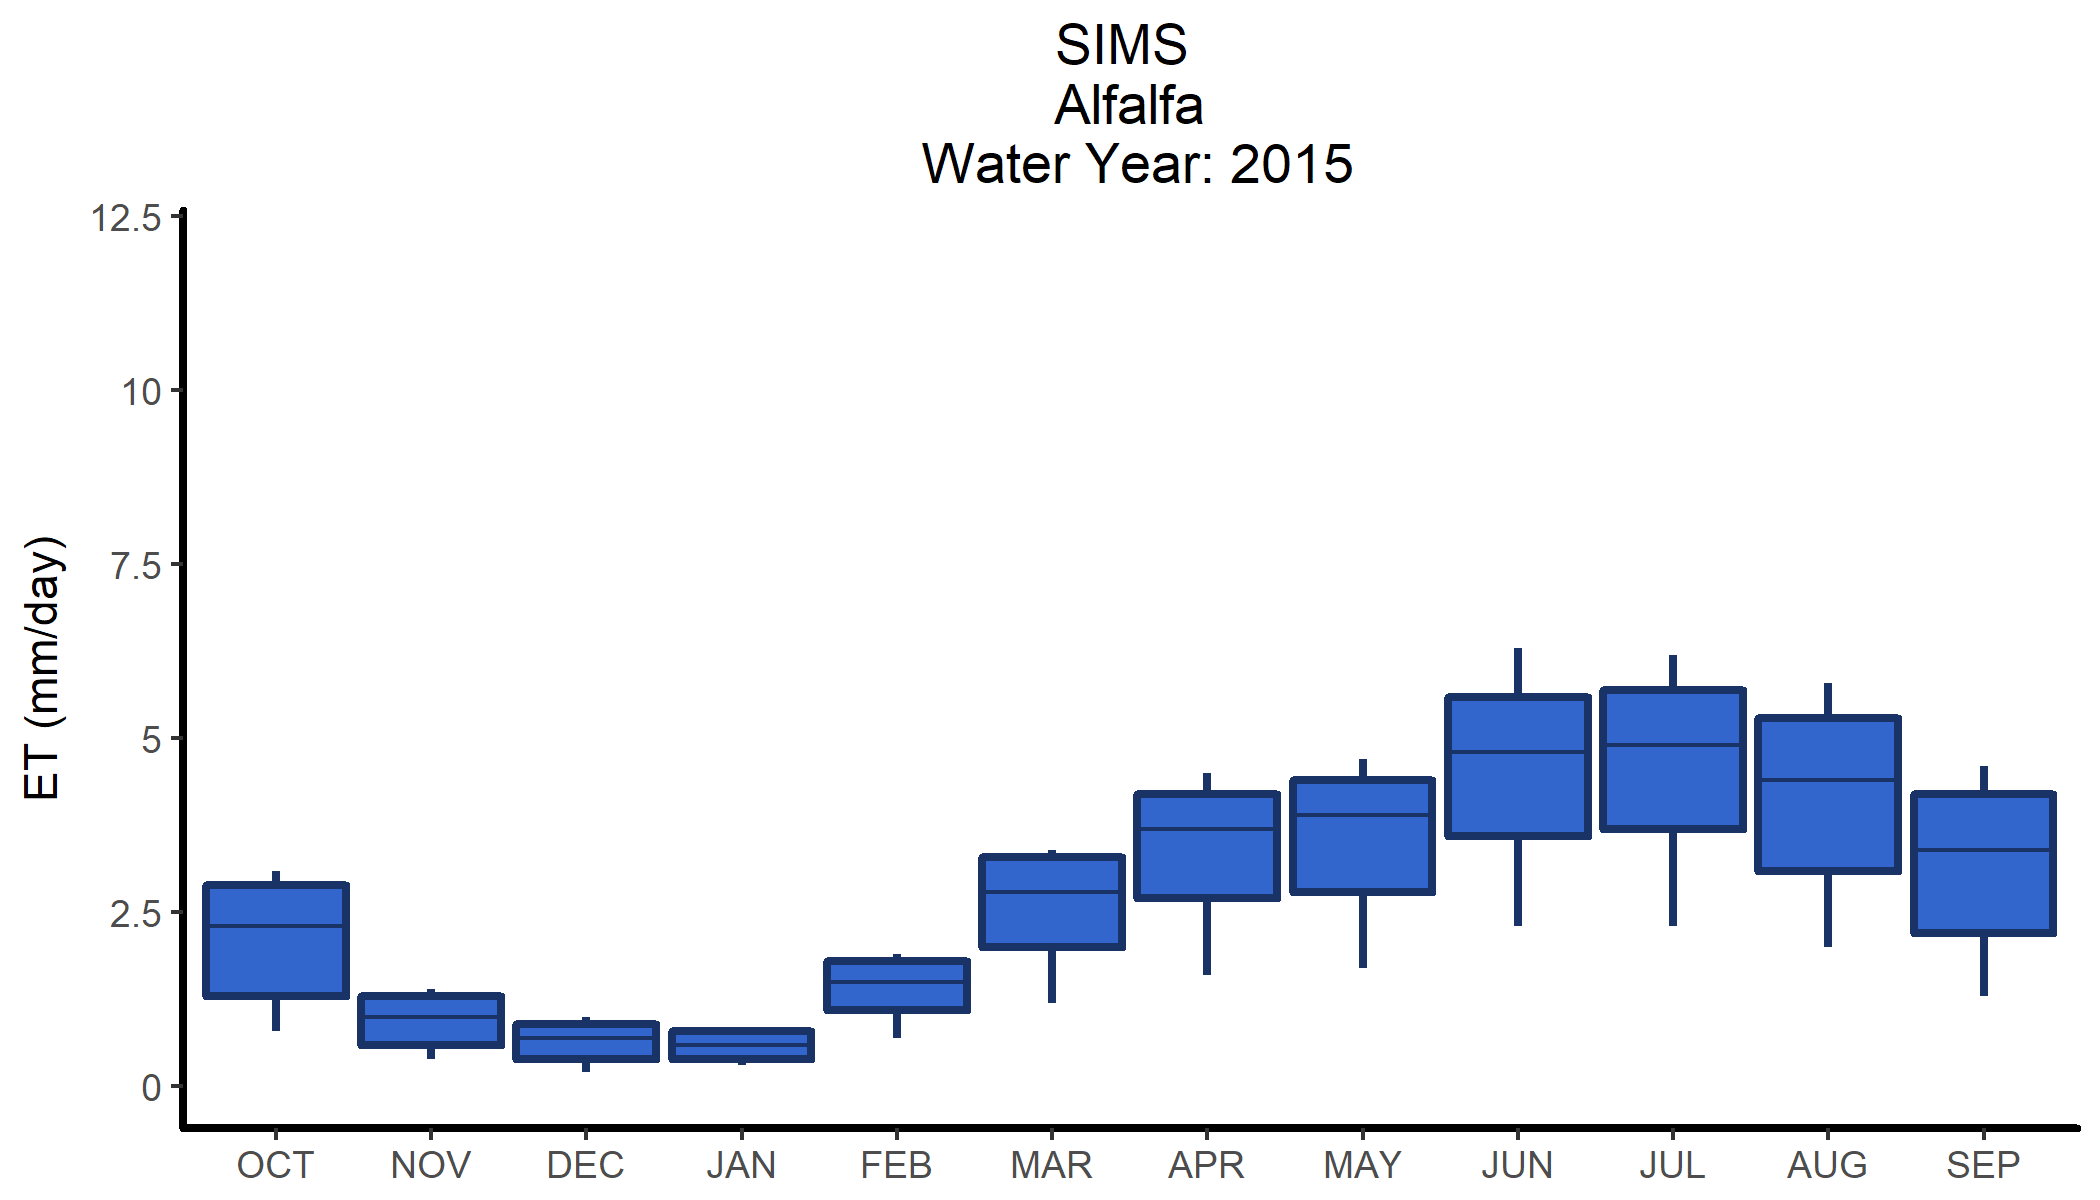 SIMS
Alfalfa
Water Year: 2015
12.5
10
7.5
5
2.5
0
ET (mm/day)
OCT NOV DEC JAN FEB MAR APR MAY JUN JUL AUG SEP